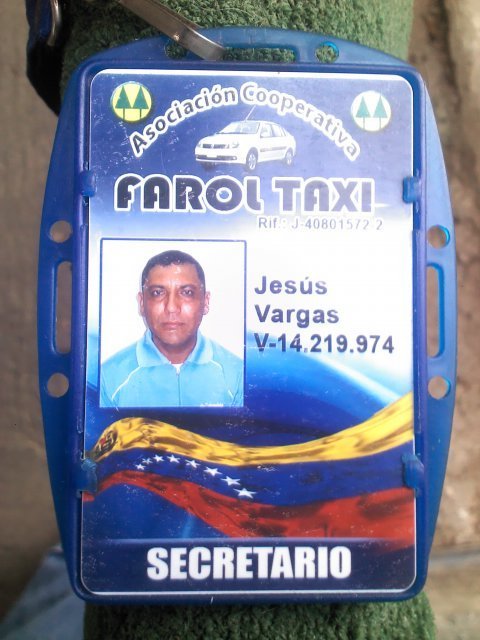 Asociación Cooperativa
FAROL TAXI
Rif.: J-40801572-2
Jesús
Vargas
V-14.219.974
SECRETARIO